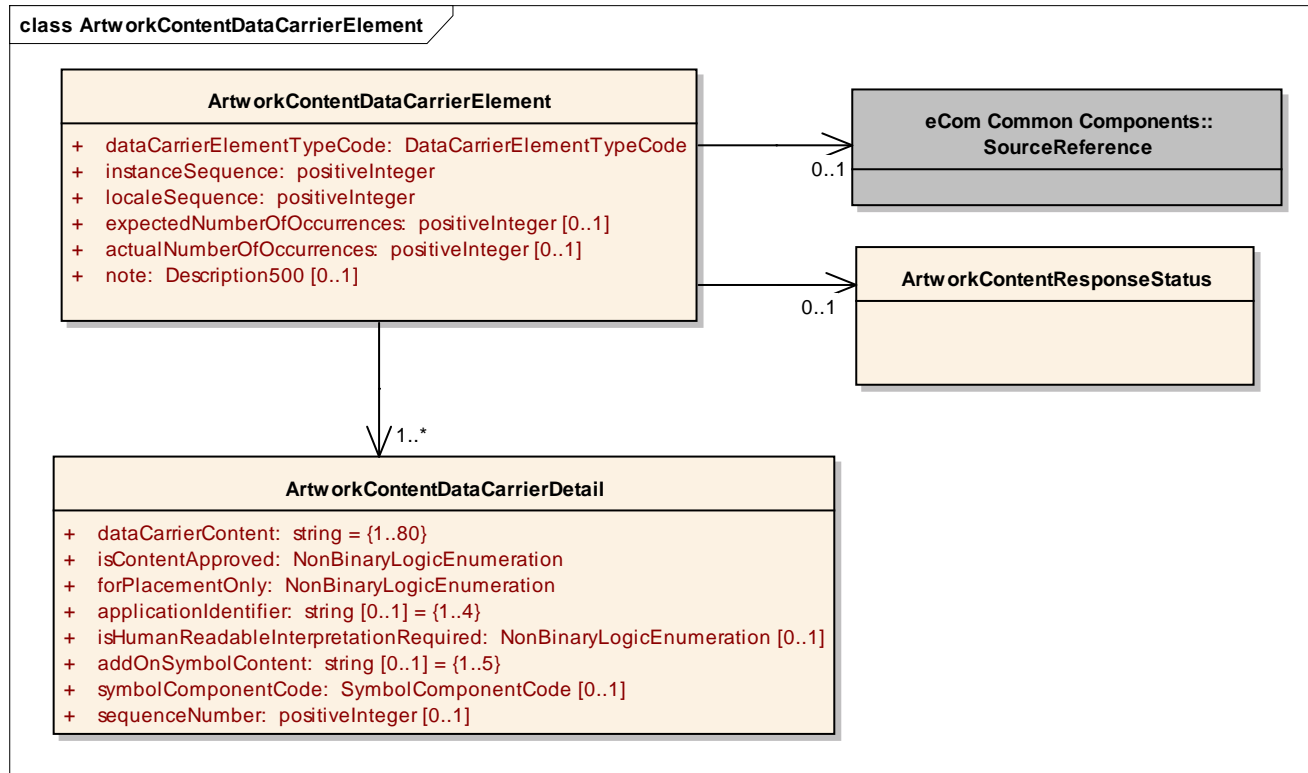 class ArtworkContentDataCarrierElement
ArtworkContentDataCarrierElement
+ dataCarrierElementTypeCode: DataCarrierElementTypeCode
+ instanceSequence: positiveInteger
+ localeSequence: positiveInteger
+ expectedNumberOfOccurrences: positiveInteger [0..1]
+ actualNumberOfOccurrences: positiveInteger [0..1]
+ note: Description500 [0..1]
eCom Common Components::
SourceReference
0..1
ArtworkContentResponseStatus
0..1
1..*
ArtworkContentDataCarrierDetail
+ dataCarrierContent: string = {1..80}
+ isContentApproved: NonBinaryLogicEnumeration
+ forPlacementOnly: NonBinaryLogicEnumeration
+ applicationIdentifier: string [0..1] = {1..4}
+ isHumanReadableInterpretationRequired: NonBinaryLogicEnumeration [0..1]
+ addOnSymbolContent: string [0..1] = {1..5}
+ symbolComponentCode: SymbolComponentCode [0..1]
+ sequenceNumber: positiveInteger [0..1]